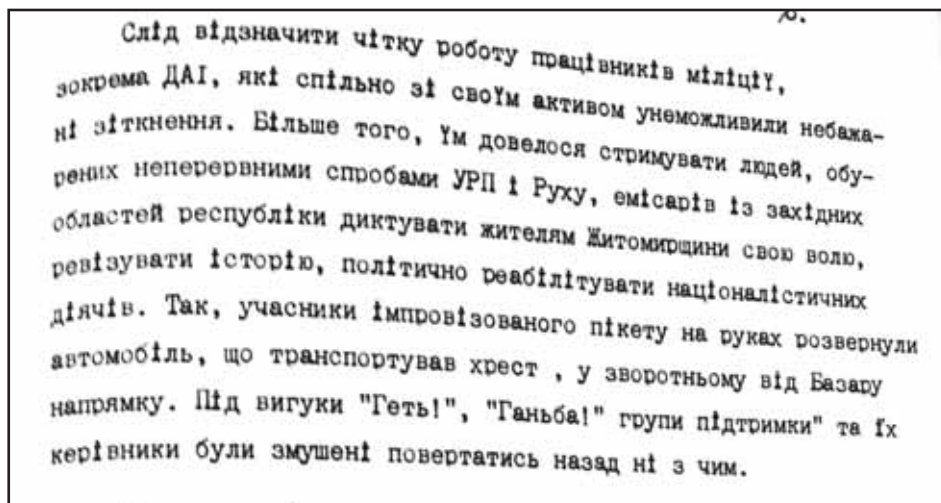 р.
Слід відзначити чітку роботу працівників міліції,
зокрема ДАІ, які спільно зі своїм активом унеможливили небажа-
ні зіткнення. Більше того, їм довелося стримувати людей, обу-
рених неперервними спробами УРП і Руху, емісарів із західних
областей республіки диктувати жителям Житомирщини свою волю,
ревізувати історію, політично реабілітувати націоналістичних
діячів. Так, учасники імпровізованого пікету на руках розвернули
автомобіль, що транспортував хрест , у зворотньому від Базару
напрямку. Під вигуки "Геть!", "Ганьба!" групи підтримки" та їх
керівники були змушені повертатись назад ні з чим.